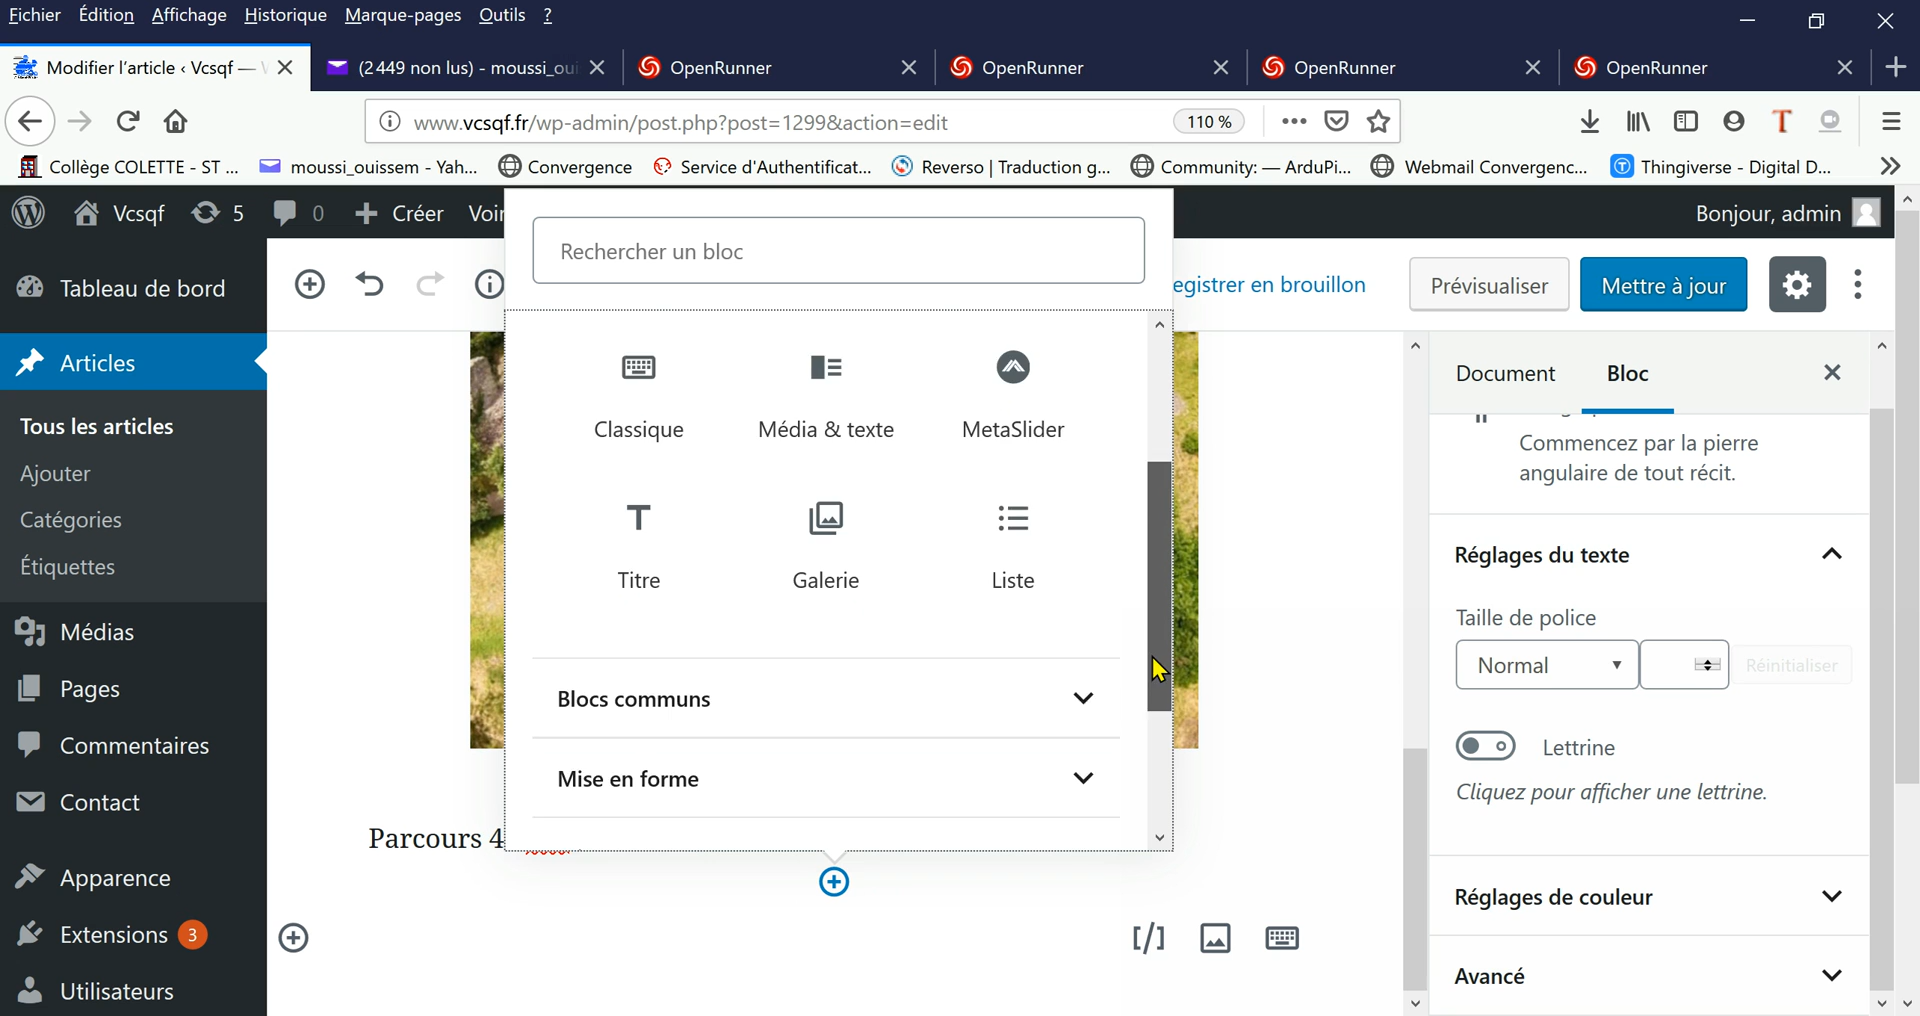 Fichier Édition Affichage Historique Marque-pages Outils ?
Modifier l'article ‹ Vcsqf — (2 449 non lus) - moussi_oui OpenRunner OpenRunner OpenRunner OpenRunner
www.vcsqf.fr/wp-admin/post.php?post=1299&action=edit 110 %
Collège COLETTE - ST ... moussi_ouissem - Yah... Convergence Service d'Authentificat... Reverso | Traduction g... Community: — ArduPi... Webmail Convergenc... Thingiverse - Digital D...
Vcsqf 5 0 Créer Voir Bonjour, admin
Rechercher un bloc
Tableau de bord
egistrer en brouillon Prévisualiser Mettre à jour
Articles
Document Bloc
Classique Média & texte MetaSlider
Tous les articles
Commencez par la pierre
angulaire de tout récit.
Ajouter
Catégories
Étiquettes
Réglages du texte
Titre Galerie Liste
Taille de police
Médias
Normal Réinitialiser
Pages
Blocs communs
Commentaires
Lettrine
Mise en forme
Cliquez pour afficher une lettrine.
Contact
Parcours 4
Apparence
Réglages de couleur
Extensions 3
[/]
Avancé
Utilisateurs